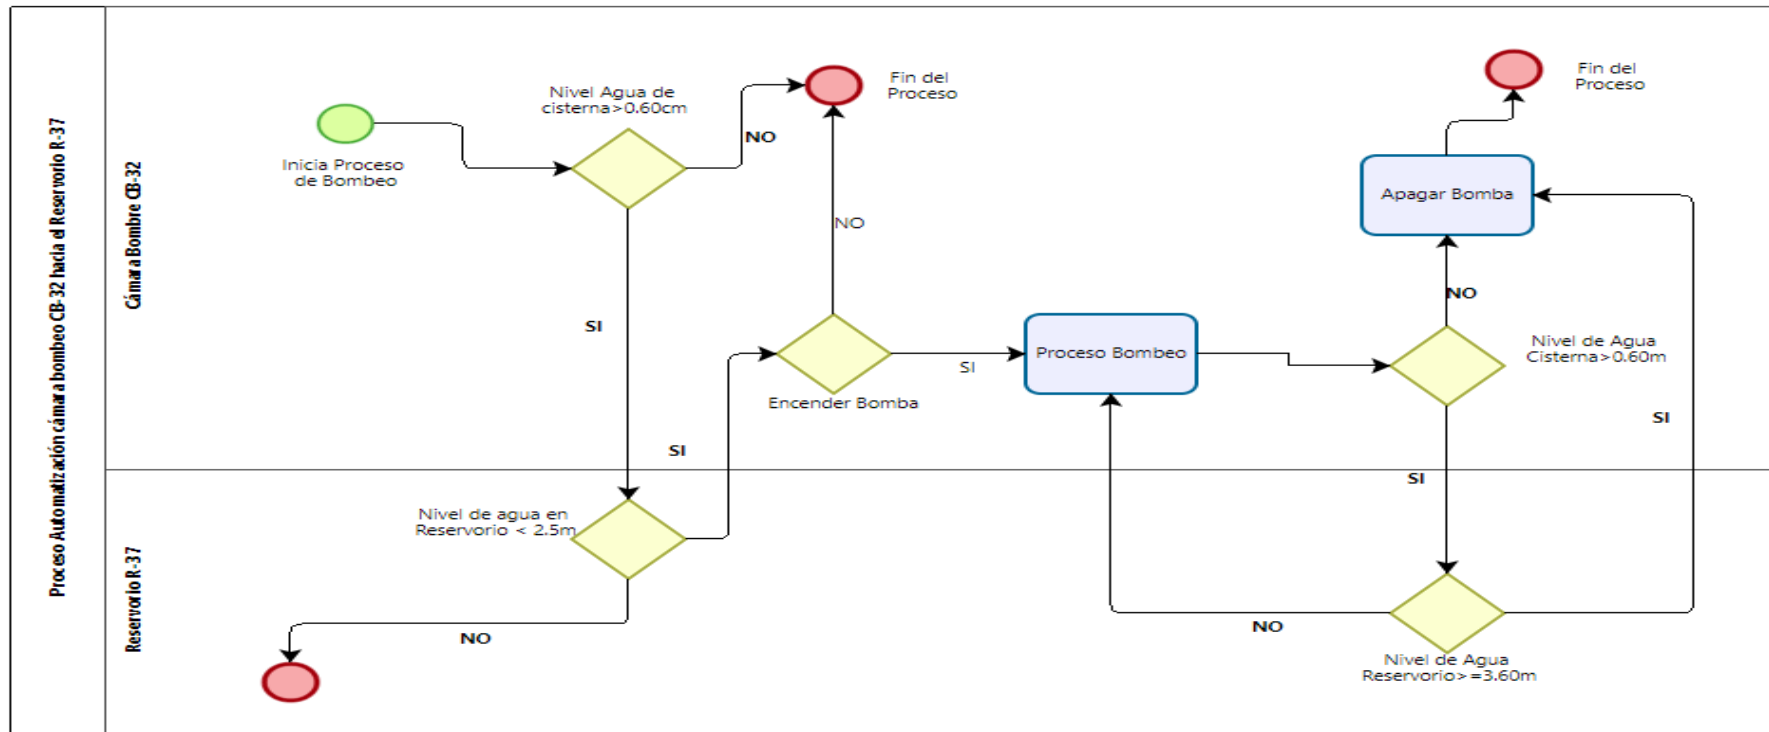 Proceso Automatización cámara bombeo CB-32 hacia el Reservorio R-37
Cámara Bombre CB-32
Inicia Proceso
de Bombeo
Nivel Agua de
cisterna>0.60cm
NO
Fin del
Proceso
NO
SI
SI
Encender Bomba
SI
Proceso Bombeo
Fin del
Proceso
Apagar Bomba
NO
Nivel de Agua
Cisterna>0.60m
SI
SI
Reservorio R-37
Nivel de agua en
Reservorio < 2.5m
NO
NO
Nivel de Agua
Reservorio>=3.60m